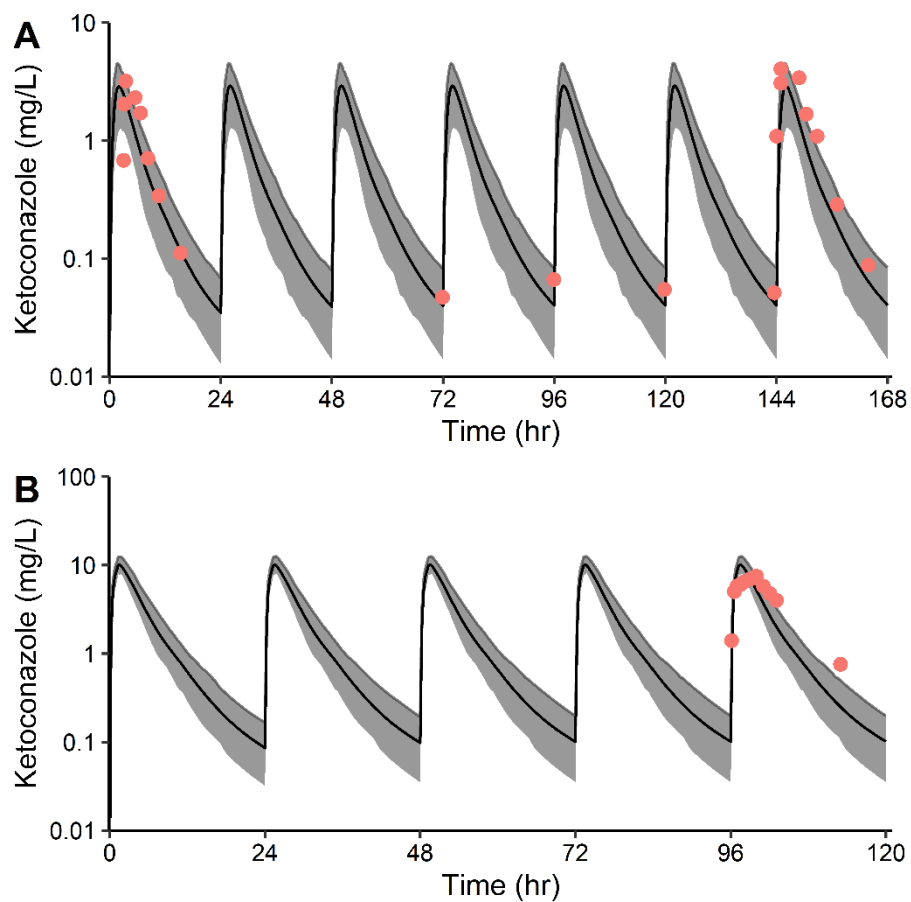 A
Ketoconazole (mg/L)
10
1
0.1
0.01
0 24 48 72 96 120 144 168
Time (hr)
B
Ketoconazole (mg/L)
100
10
1
0.1
0.01
0 24 48 72 96 120
Time (hr)